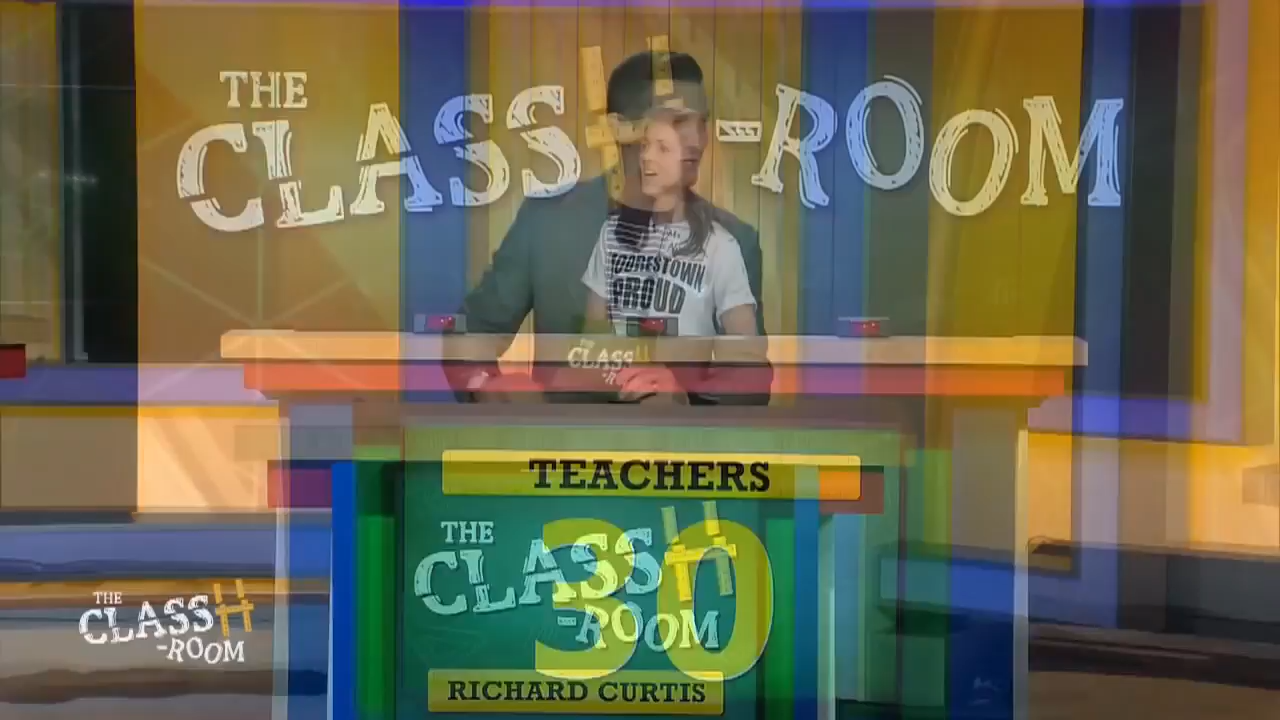 THE
CLASSH-ROOM
MOORESTOWN
PROUD
THE
CLASSH
TEACHERS
30
THE
CLASSH
-ROOM
RICHARD CURTIS
THE
CLASSH
-ROOM